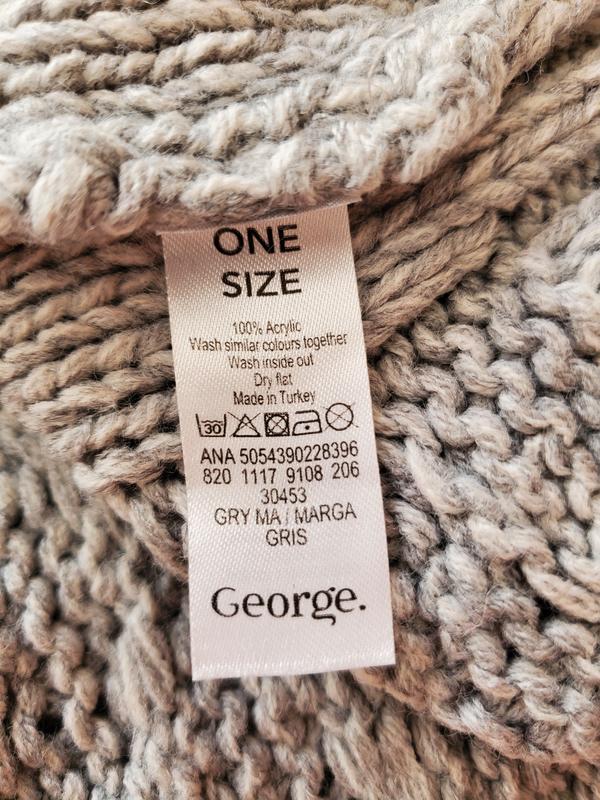 ONE
SIZE
100% Acrylic
Wash similar colours together
Wash inside out
Dry flat
Made in Turkey
30
ANA 5054390228396
820 1117 9108 206
30453
GRY MA / MARGA
GRIS
George.